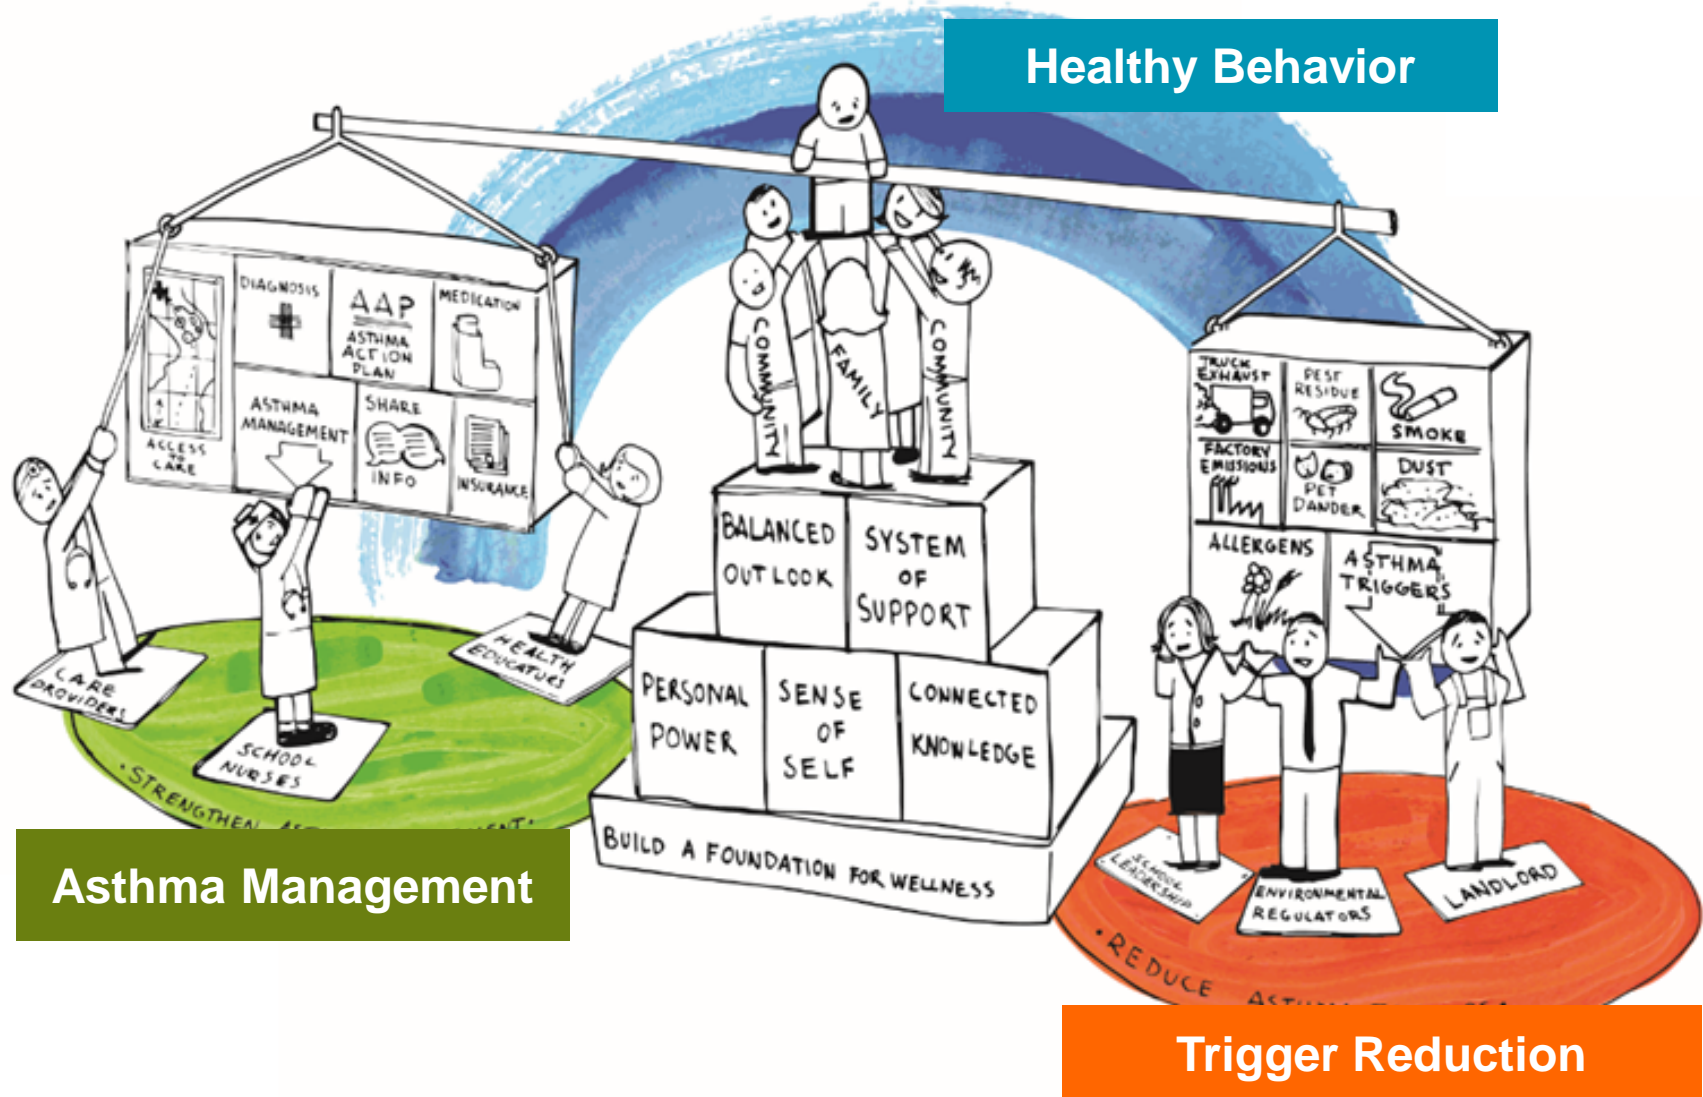 Healthy Behavior
ACCESS
TO
CARE
DIAGNOSIS
AAP
ASTHMA
ACTION
PLAN
MEDICATION
ASTHMA
MANAGEMENT
SHARE
INFO
INSURANCE
COMMUNITY
FAMILY
COMMUNITY
TRUCK
EXHAUST
PEST
RESIDUE
SMOKE
FACTORY
EMISSIONS
PET
DANDER
DUST
ALLERGENS
ASTHMA
TRIGGERS
BALANCED
OUTLOOK
SYSTEM
OF
SUPPORT
PERSONAL
POWER
SENSE
OF
SELF
CONNECTED
KNOWLEDGE
BUILD A FOUNDATION FOR WELLNESS
CARE
PROVIDERS
SCHOOL
NURSES
HEALTH
EDUCATORS
• STRENGTHEN
Asthma Management
SCHOOL
LEADERSHIP
ENVIRONMENTAL
REGULATORS
LANDLORD
• REDUCE ASTHMA
Trigger Reduction